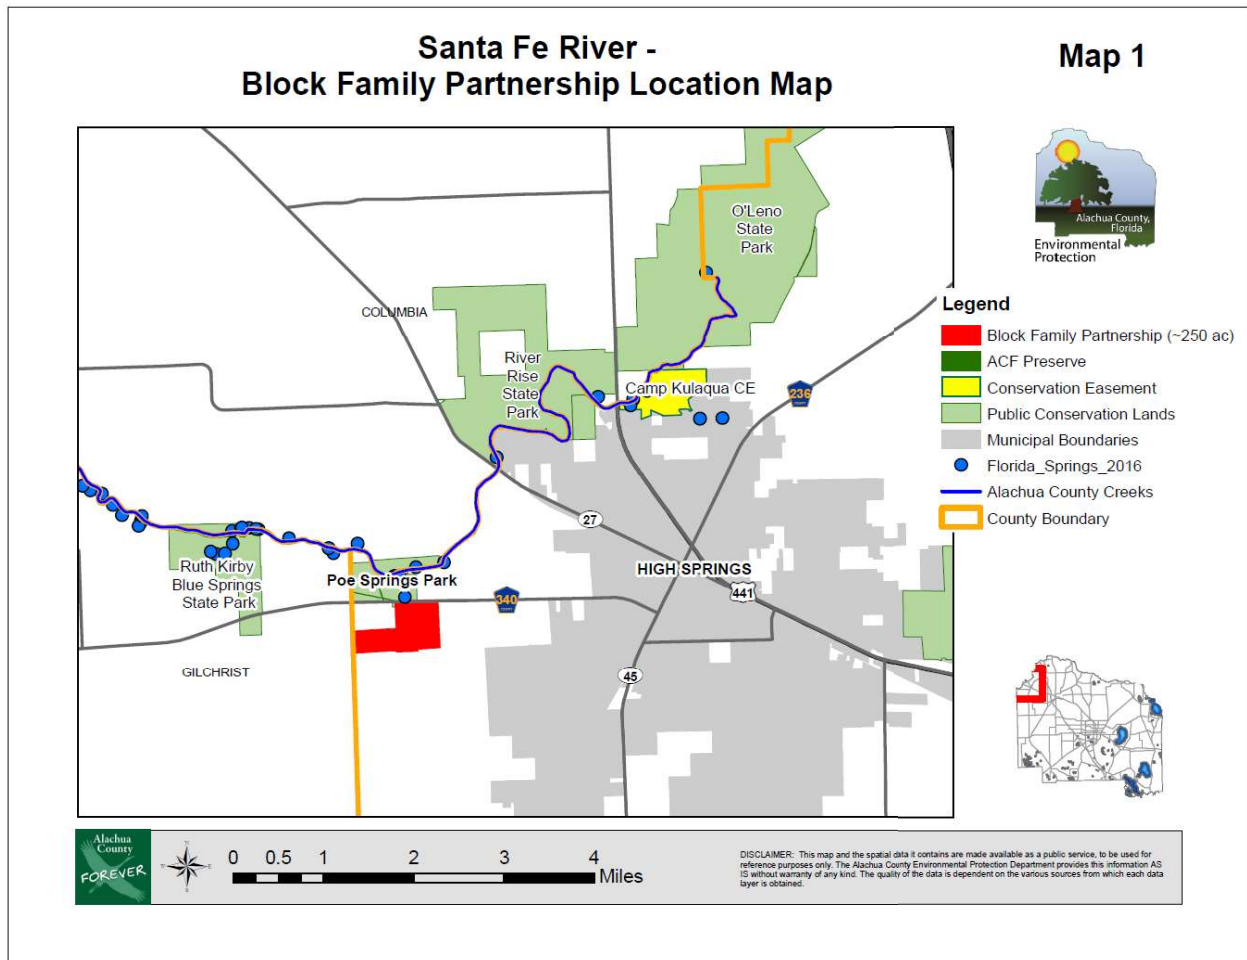 Santa Fe River -
Block Family Partnership Location Map
Map 1
O'Leno
State
Park
COLUMBIA
River
Rise
State
Park
Camp Kulaqua CE
236
27
Ruth Kirby
Blue Springs
State Park
Poe Springs Park
HIGH SPRINGS
441
340
GILCHRIST
45
Alachua County,
Florida
Environmental
Protection
Legend
Block Family Partnership (~250 ac)
ACF Preserve
Conservation Easement
Public Conservation Lands
Municipal Boundaries
Florida_Springs_2016
Alachua County Creeks
County Boundary
Alachua
County
FOREVER
0 0.5 1 2 3 4
Miles
DISCLAIMER: This map and the spatial data it contains are made available as a public service, to be used for
reference purposes only. The Alachua County Environmental Protection Department provides this information AS
IS without warranty of any kind. The quality of the data is dependent on the various sources from which each data
layer is obtained.